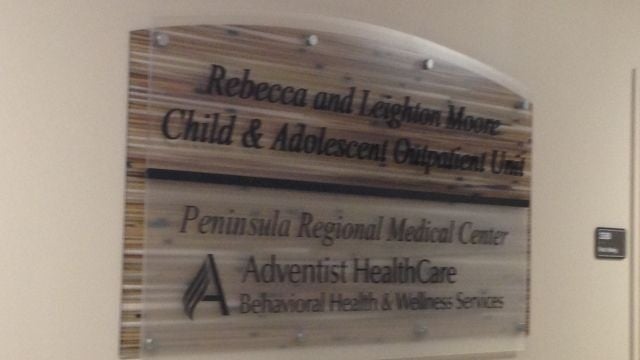 Rebecca and Leighton Moore
Child & Adolescent Outpatient Unit
Peninsula Regional Medical Center
Adventist HealthCare
Behavioral Health & Wellness Services